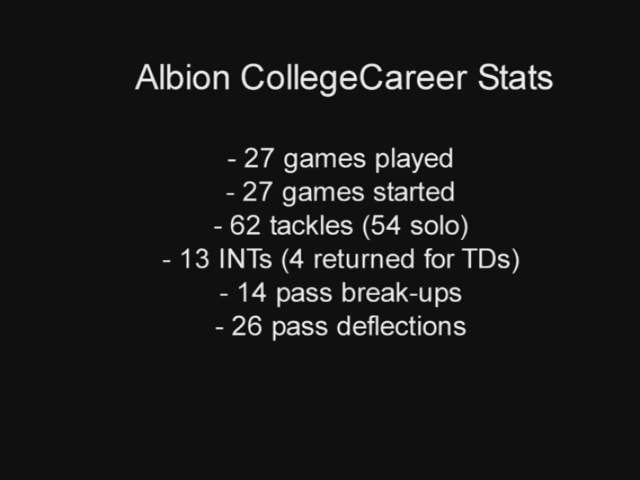 Albion CollegeCareer Stats
- 27 games played
- 27 games started
- 62 tackles (54 solo)
- 13 INTs (4 returned for TDs)
- 14 pass break-ups
- 26 pass deflections